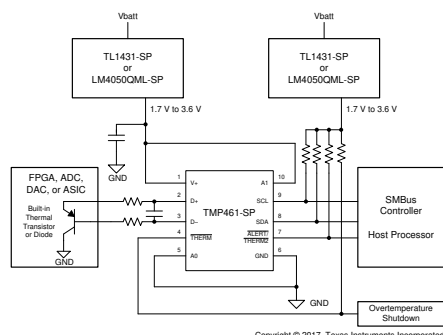 Vbatt
Vbatt
TL1431-SP
or
LM4050QML-SP
TL1431-SP
or
LM4050QML-SP
1.7 V to 3.6 V
1.7 V to 3.6 V
GND
FPGA, ADC,
DAC, or ASIC
Built-in
Thermal
Transistor
or Diode
GND
1
2
3
4
5
V+
D+
D−
THERM
A0
TMP461-SP
A1
SCL
SDA
ALERT/
THERM2
GND
10
9
8
7
6
SMBus
Controller
Host Processor
GND
Overtemperature
Shutdown
Copyright © 2017, Texas Instruments Incorporated